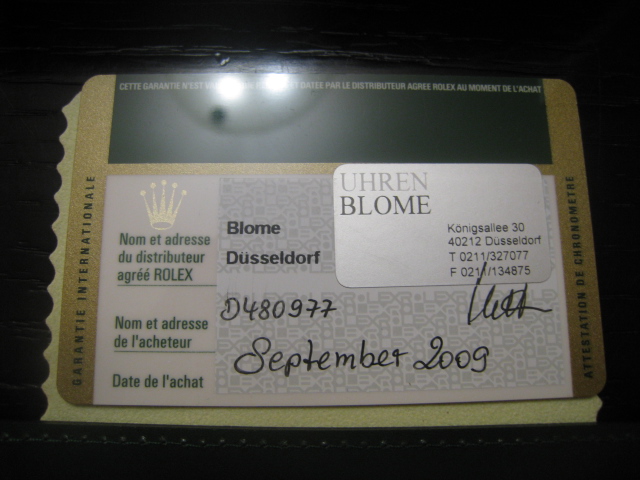 CETTE GARANTIE N'EST DATEE PAR LE DISTRIBUTEUR AGREE ROLEX AU MOMENT DE L'ACHAT
GARANTIE INTERNATIONALE
Nom et adresse
du distributeur
agréé ROLEX
Blome
Düsseldorf
UHREN
BLOME
Königsallee 30
40212 Düsseldorf
T 0211/327077
F 0211/134875
Nom et adresse
de l'acheteur
D480977
Date de l'achat
September 2009
ATTESTATION DE CHRONOMETRE